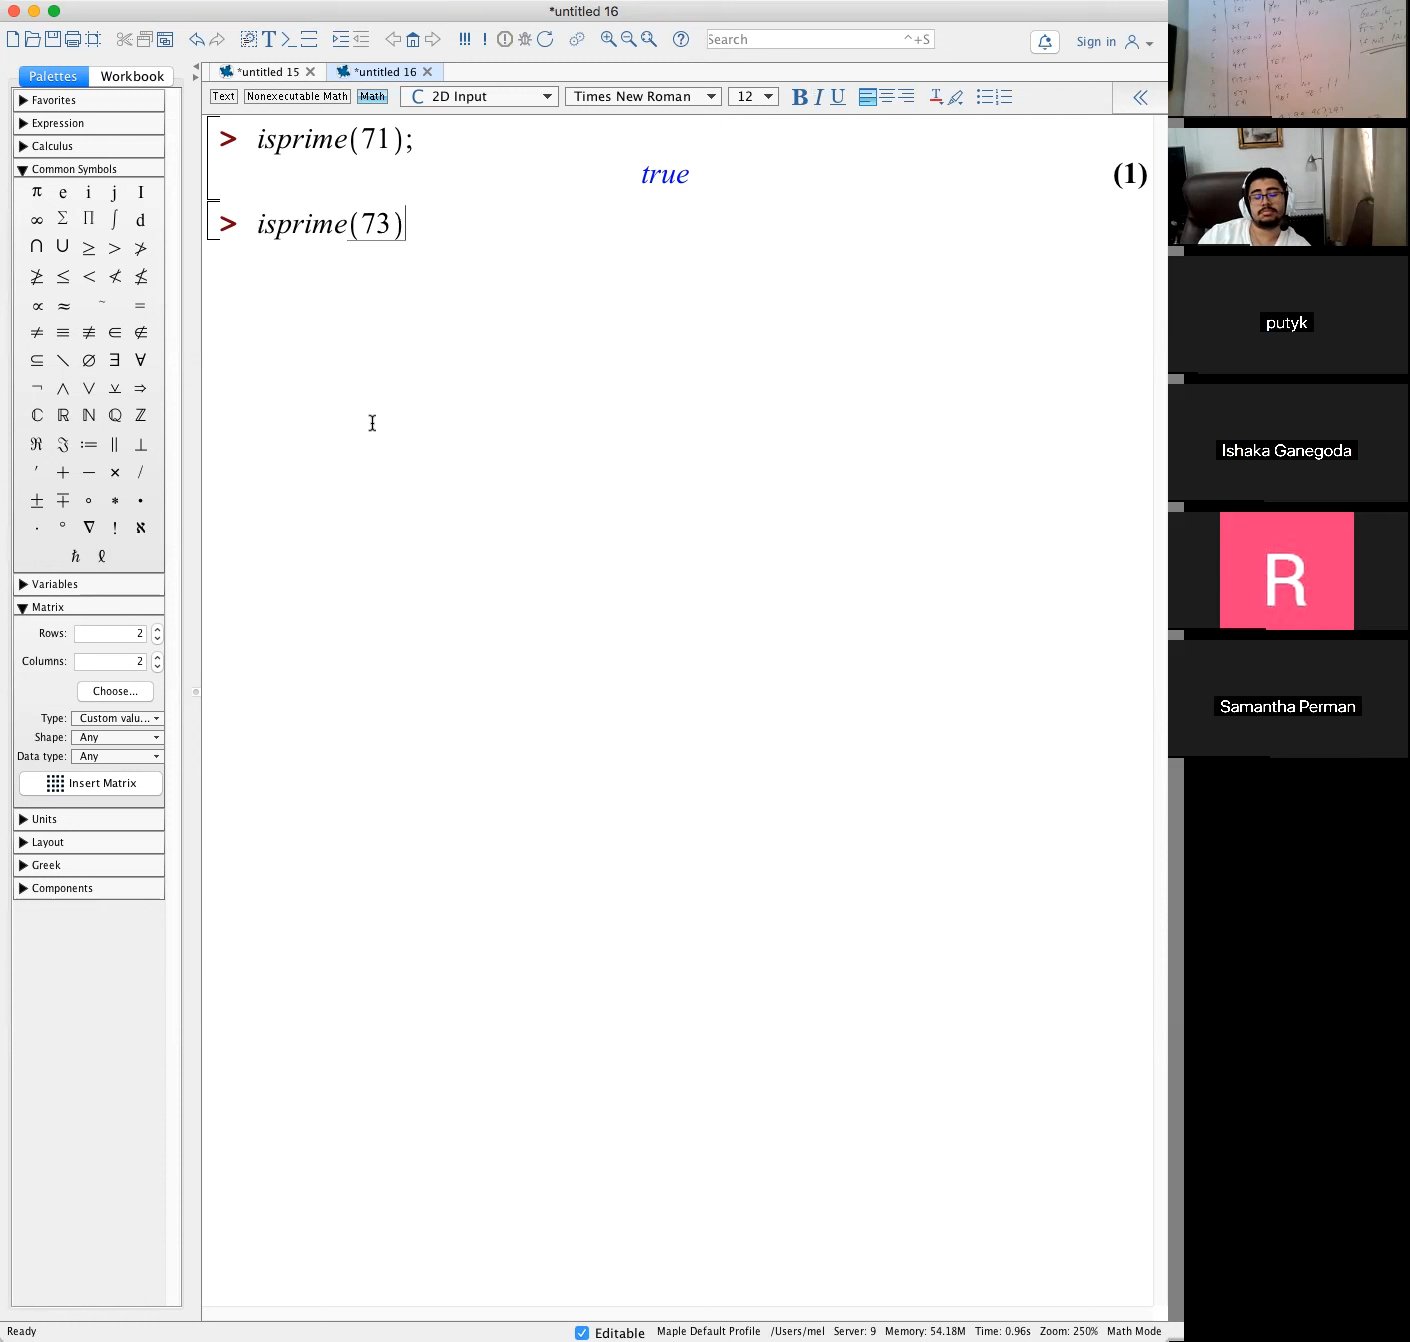 *untitled 16
Search
^+S
Sign in
Palettes
Workbook
*untitled 15
*untitled 16
Text
Nonexecutable Math
Math
C 2D Input
Times New Roman
12
B I U
Favorites
Expression
Calculus
Common Symbols
π e i j I
∞ Σ Π ∫ d
∩ ∪ ≥ > ≯
≱ ≤ < ≮ ≰
∝ ≈ ~ =
≠ ≡ ≢ ∈ ∉
⊆ \ ∅ ∃ ∀
¬ ∧ ∨ ⊻ ⇒
ℂ ℝ ℕ ℚ ℤ
ℜ ℑ := ∥ ⊥
′ + − × /
± ∓ ∘ * •
· ° ∇ ! ℵ
ℏ ℓ
Variables
Matrix
Rows: 2
Columns: 2
Choose...
Type: Custom valu...
Shape: Any
Data type: Any
Insert Matrix
Units
Layout
Greek
Components
> isprime(71);
true (1)
> isprime(73)
putyk
Ishaka Ganegoda
R
Samantha Perman
Ready
Editable
Maple Default Profile
/Users/mel
Server: 9
Memory: 54.18M
Time: 0.96s
Zoom: 250%
Math Mode